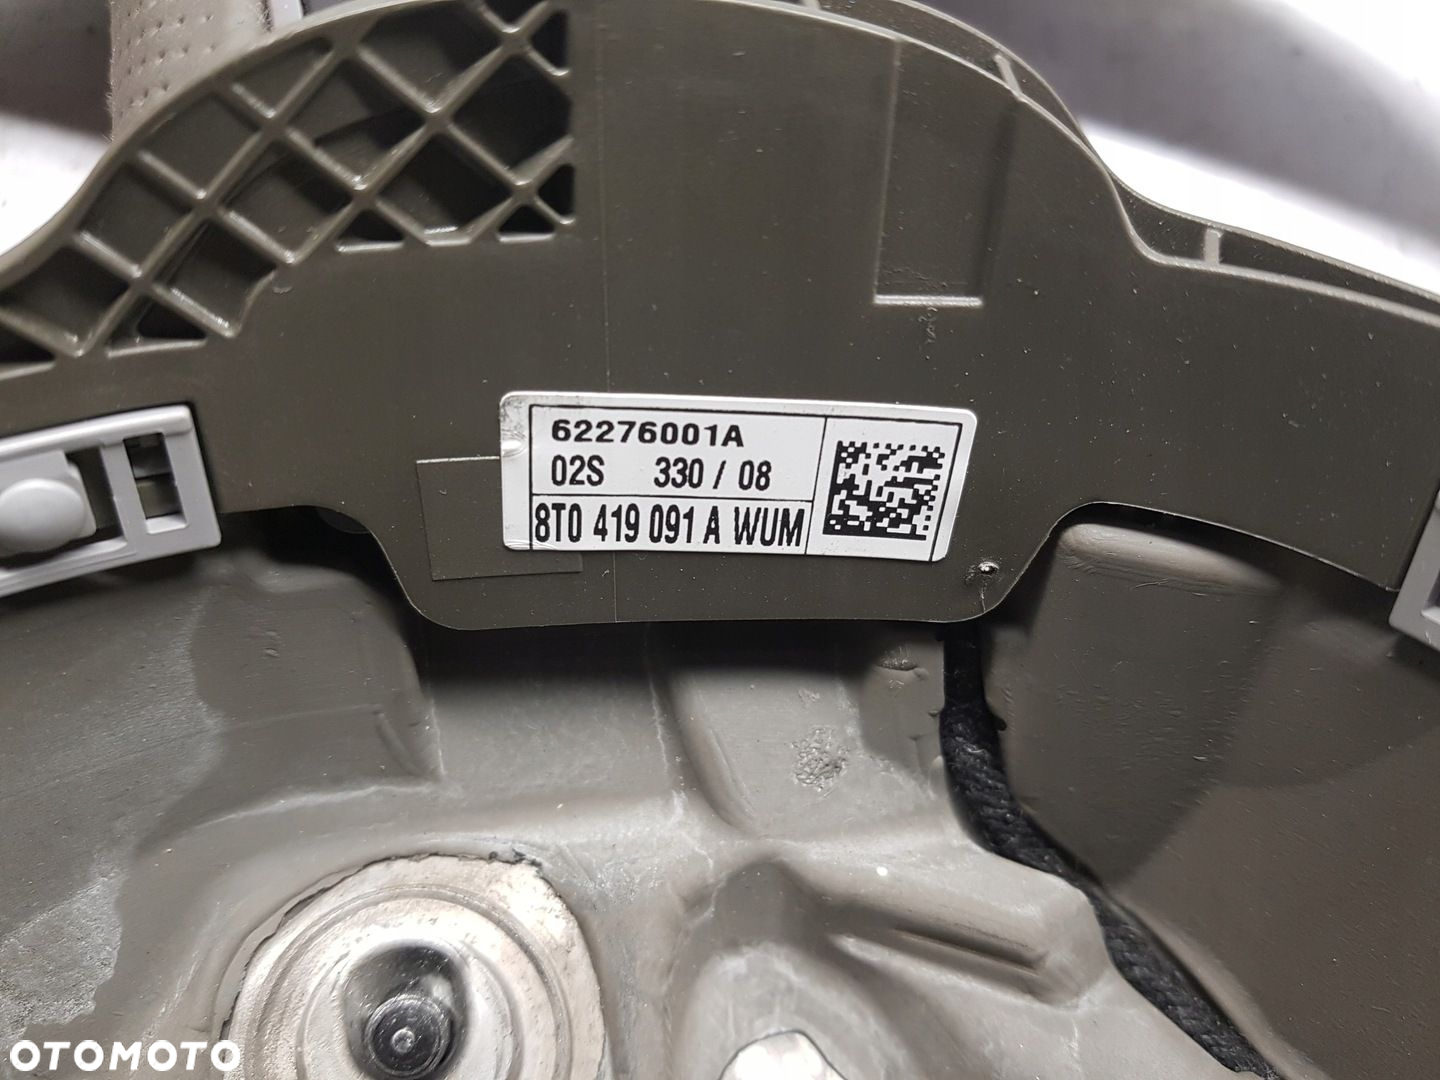 62276001A
02S 330 / 08
8T0 419 091 A WUM
OTOMOTO